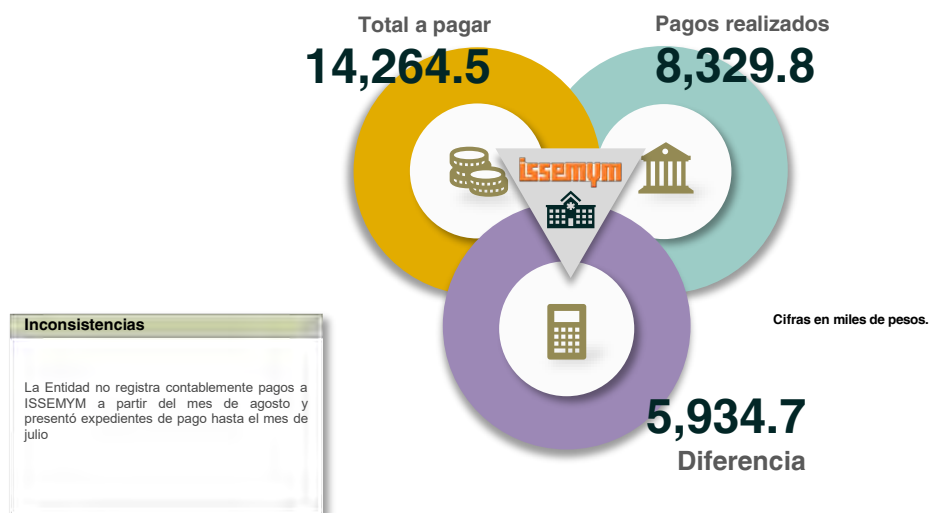 Total a pagar
14,264.5
Pagos realizados
8,329.8
issemym
Cifras en miles de pesos.
Inconsistencias
La Entidad no registra contablemente pagos a
ISSEMYM a partir del mes de agosto y
presentó expedientes de pago hasta el mes de
julio
5,934.7
Diferencia